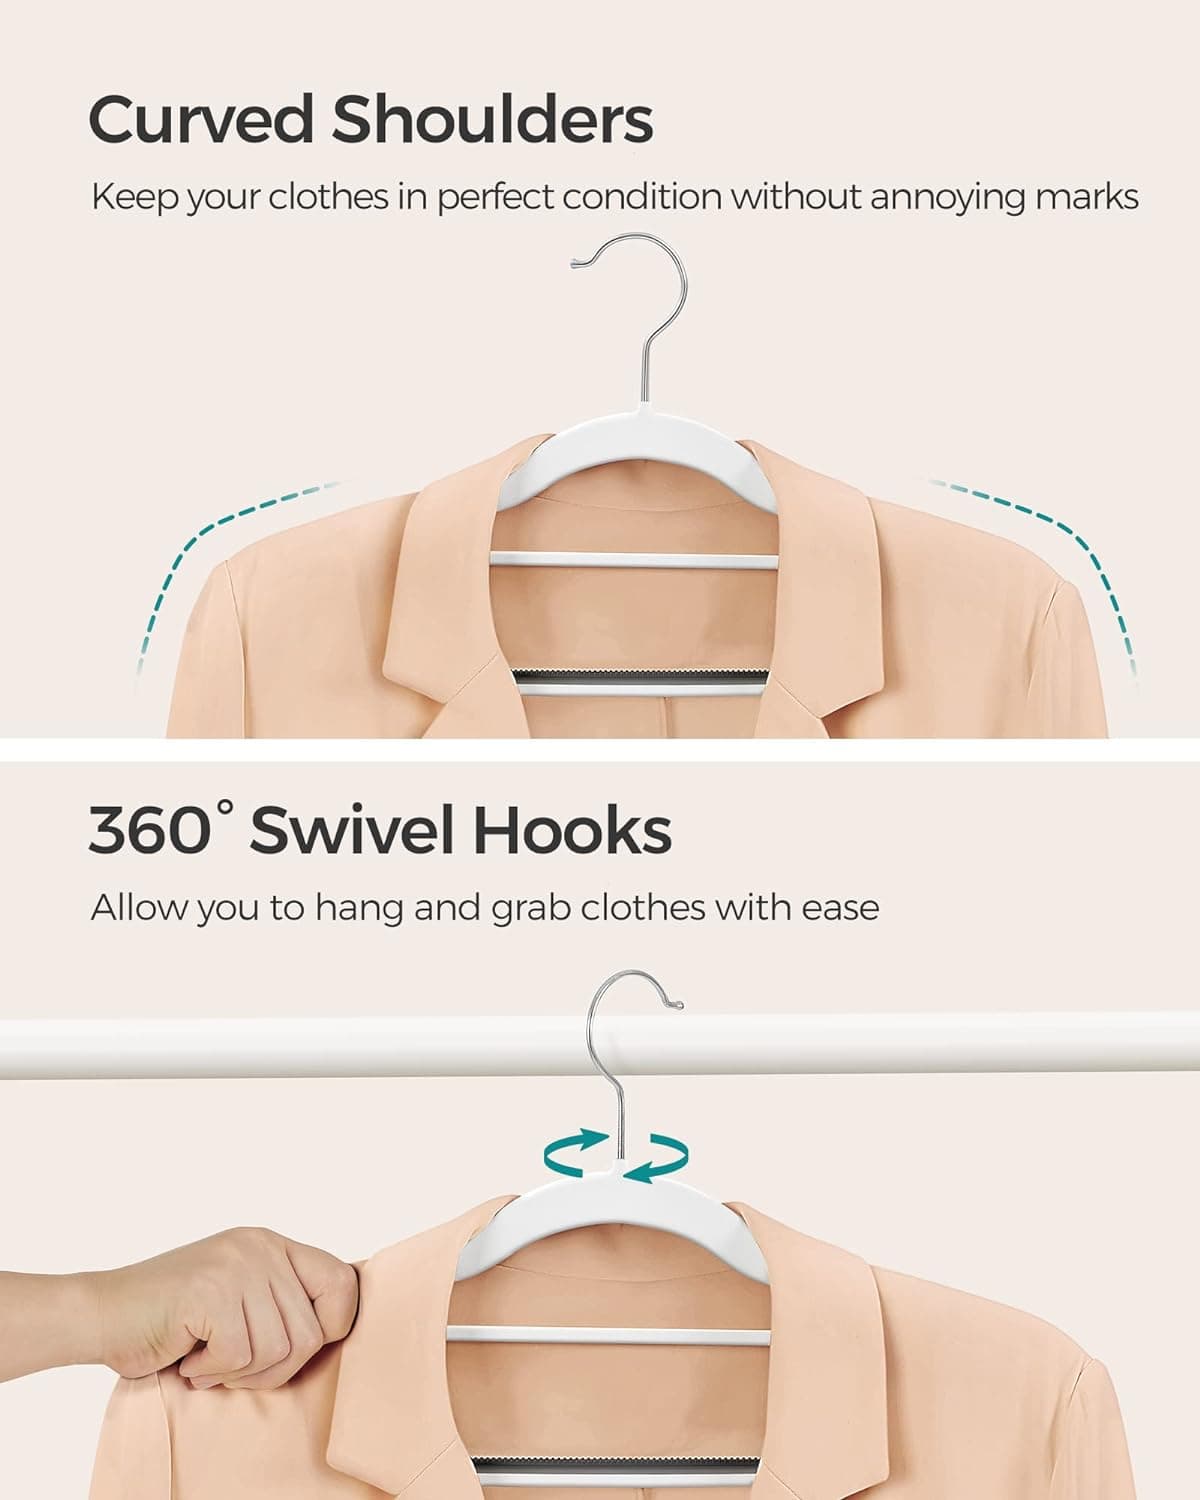 Curved Shoulders
Keep your clothes in perfect condition without annoying marks
360° Swivel Hooks
Allow you to hang and grab clothes with ease